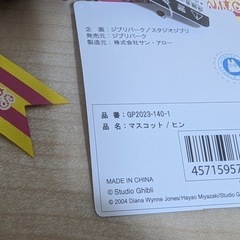 企 画：ジブリパーク／スタジオジブリ
発売元：ジブリパーク
製造元：株式会社サン・アロー
品 番：GP2023-140-1
品 名：マスコット／ヒン
4571595
MADE IN CHINA
© Studio Ghibli
© 2004 Diana Wynne Jones/Hayao Miyazaki/Studio Gh